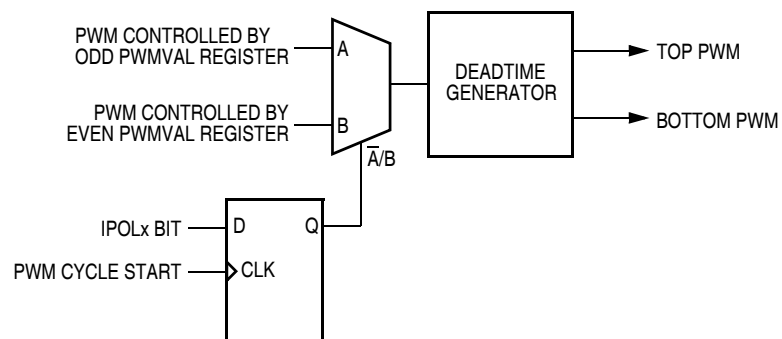 PWM CONTROLLED BY
ODD PWMVAL REGISTER
A
DEADTIME
GENERATOR
TOP PWM
PWM CONTROLLED BY
EVEN PWMVAL REGISTER
B
BOTTOM PWM
A̅/B
IPOLx BIT
D
Q
PWM CYCLE START
CLK